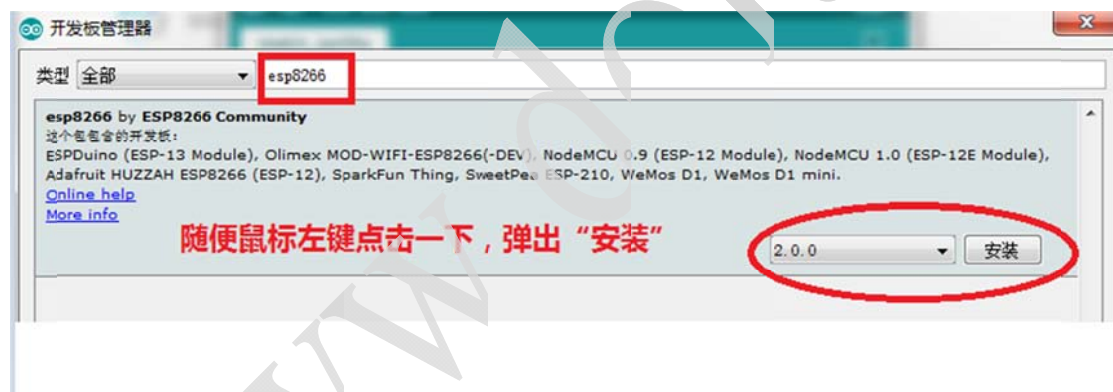 开发板管理器
类型 全部 esp8266
esp8266 by ESP8266 Community
这个包包含的开发板：
ESPDuino (ESP-13 Module), Olimex MOD-WIFI-ESP8266(-DEV), NodeMCU 0.9 (ESP-12 Module), NodeMCU 1.0 (ESP-12E Module),
Adafruit HUZZAH ESP8266 (ESP-12), SparkFun Thing, SweetPea ESP-210, WeMos D1, WeMos D1 mini.
Online help
More info
随便鼠标左键点击一下，弹出“安装”
2.0.0 安装